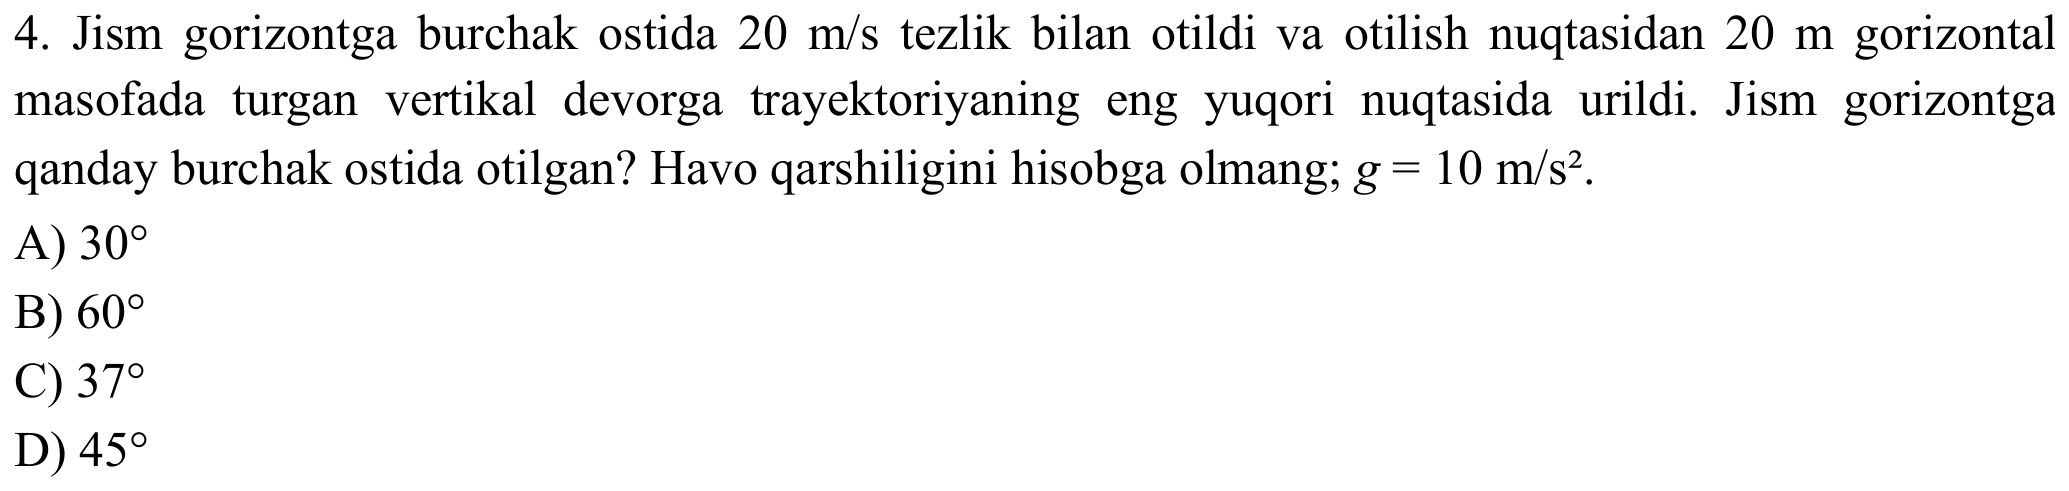 4. Jism gorizontga burchak ostida 20 m/s tezlik bilan otildi va otilish nuqtasidan 20 m gorizontal
masofada turgan vertikal devorga trayektoriyaning eng yuqori nuqtasida urildi. Jism gorizontga
qanday burchak ostida otilgan? Havo qarshiligini hisobga olmang; g = 10 m/s².
A) 30°
B) 60°
C) 37°
D) 45°